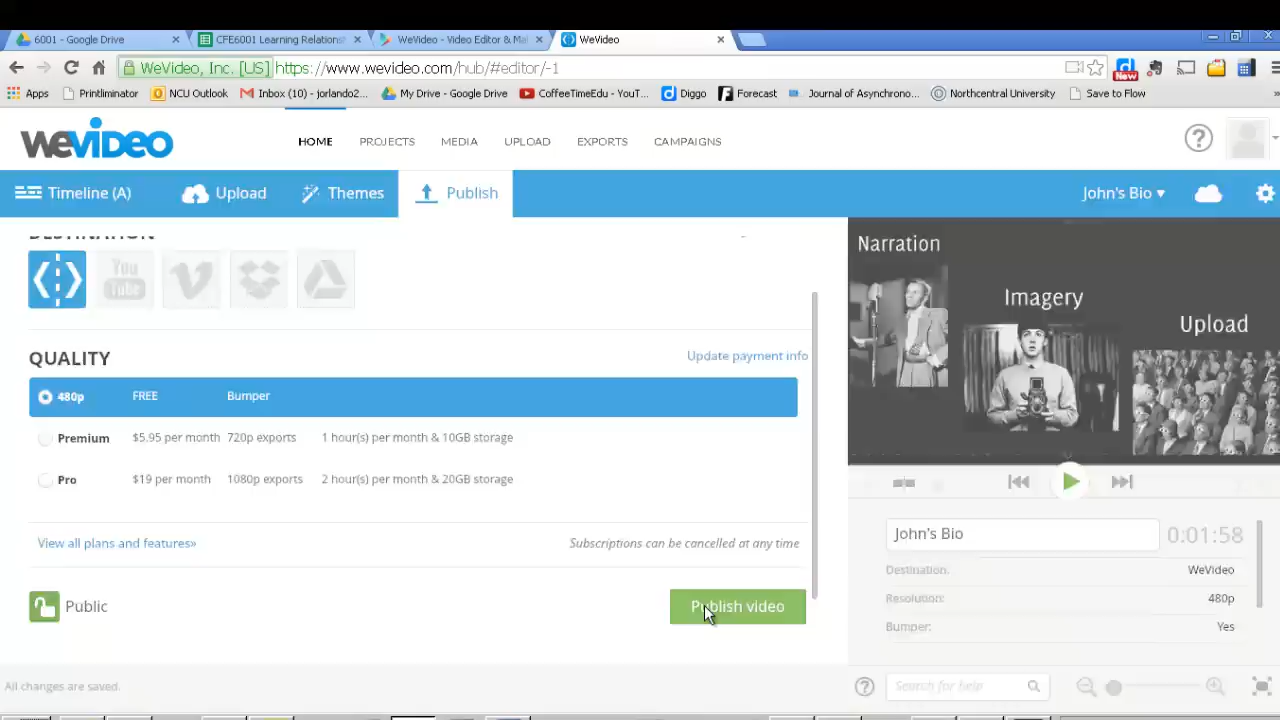 6001 - Google Drive
CFE6001 Learning Relations
WeVideo - Video Editor & Ma
WeVideo
WeVideo, Inc. [US] https://www.wevideo.com/hub/#editor/-1
New
Apps
Printliminator
NCU Outlook
Inbox (10) - jorlando2...
My Drive - Google Drive
CoffeeTimeEdu - YouT...
Diggo
Forecast
Journal of Asynchrono...
Northcentral University
Save to Flow
WeVideo
HOME
PROJECTS
MEDIA
UPLOAD
EXPORTS
CAMPAIGNS
Timeline (A)
Upload
Themes
Publish
John's Bio
DESTINATION
You Tube
Narration
Imagery
Upload
QUALITY
Update payment info
480p FREE Bumper
Premium $5.95 per month 720p exports 1 hour(s) per month & 10GB storage
Pro $19 per month 1080p exports 2 hour(s) per month & 20GB storage
View all plans and features»
Subscriptions can be cancelled at any time
Public
Publish video
John's Bio
0:01:58
Destination: WeVideo
Resolution: 480p
Bumper: Yes
All changes are saved.
Search for help